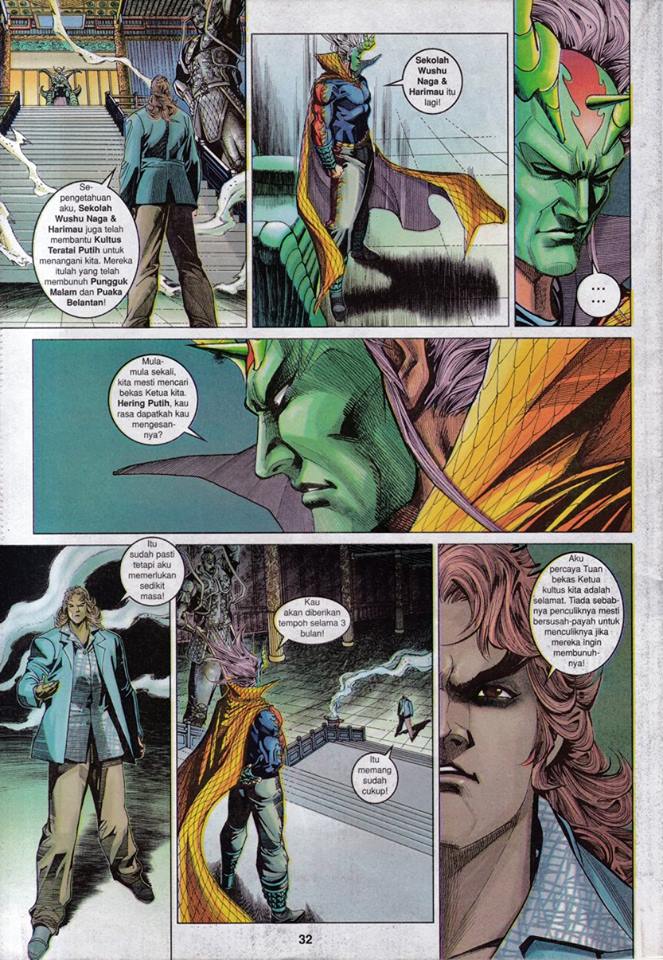 Se-
pengetahuan
aku, Sekolah
Wushu Naga &
Harimau juga telah
membantu Kultus
Teratai Putih untuk
menangani kita. Mereka
itulah yang telah
membunuh Pungguk
Malam dan Puaka
Belantan!
Sekolah
Wushu
Naga &
Harimau itu
lagi!
...
...
Mula-
mula sekali,
kita mesti mencari
bekas Ketua kita.
Hering Putih, kau
rasa dapatkah kau
mengesan-
nya?
Itu
sudah pasti
tetapi aku
memerlukan
sedikit
masa!
Kau
akan diberikan
tempoh selama 3
bulan!
Itu
memang
sudah
cukup!
Aku
percaya Tuan
bekas Ketua
kultus kita adalah
selamat. Tiada sebab-
nya penculiknya mesti
bersusah-payah untuk
menculiknya jika
mereka Ingin
membunuh-
nya!
32